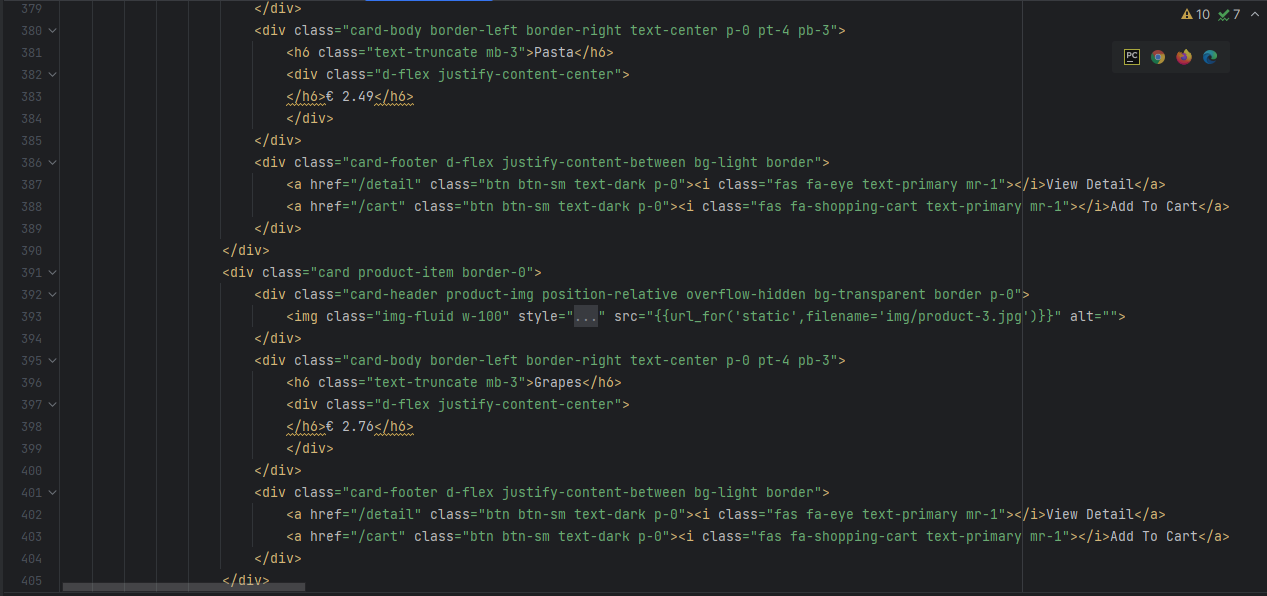 10 7
PC
379 </div>
380 <div class="card-body border-left border-right text-center p-0 pt-4 pb-3">
381 <h6 class="text-truncate mb-3">Pasta</h6>
382 <div class="d-flex justify-content-center">
383 </h6>€ 2.49</h6>
384 </div>
385 </div>
386 <div class="card-footer d-flex justify-content-between bg-light border">
387 <a href="/detail" class="btn btn-sm text-dark p-0"><i class="fas fa-eye text-primary mr-1"></i>View Detail</a>
388 <a href="/cart" class="btn btn-sm text-dark p-0"><i class="fas fa-shopping-cart text-primary mr-1"></i>Add To Cart</a>
389 </div>
390 </div>
391 <div class="card product-item border-0">
392 <div class="card-header product-img position-relative overflow-hidden bg-transparent border p-0">
393 <img class="img-fluid w-100" style="..." src="{{url_for('static',filename='img/product-3.jpg')}}" alt="">
394 </div>
395 <div class="card-body border-left border-right text-center p-0 pt-4 pb-3">
396 <h6 class="text-truncate mb-3">Grapes</h6>
397 <div class="d-flex justify-content-center">
398 </h6>€ 2.76</h6>
399 </div>
400 </div>
401 <div class="card-footer d-flex justify-content-between bg-light border">
402 <a href="/detail" class="btn btn-sm text-dark p-0"><i class="fas fa-eye text-primary mr-1"></i>View Detail</a>
403 <a href="/cart" class="btn btn-sm text-dark p-0"><i class="fas fa-shopping-cart text-primary mr-1"></i>Add To Cart</a>
404 </div>
405 </div>